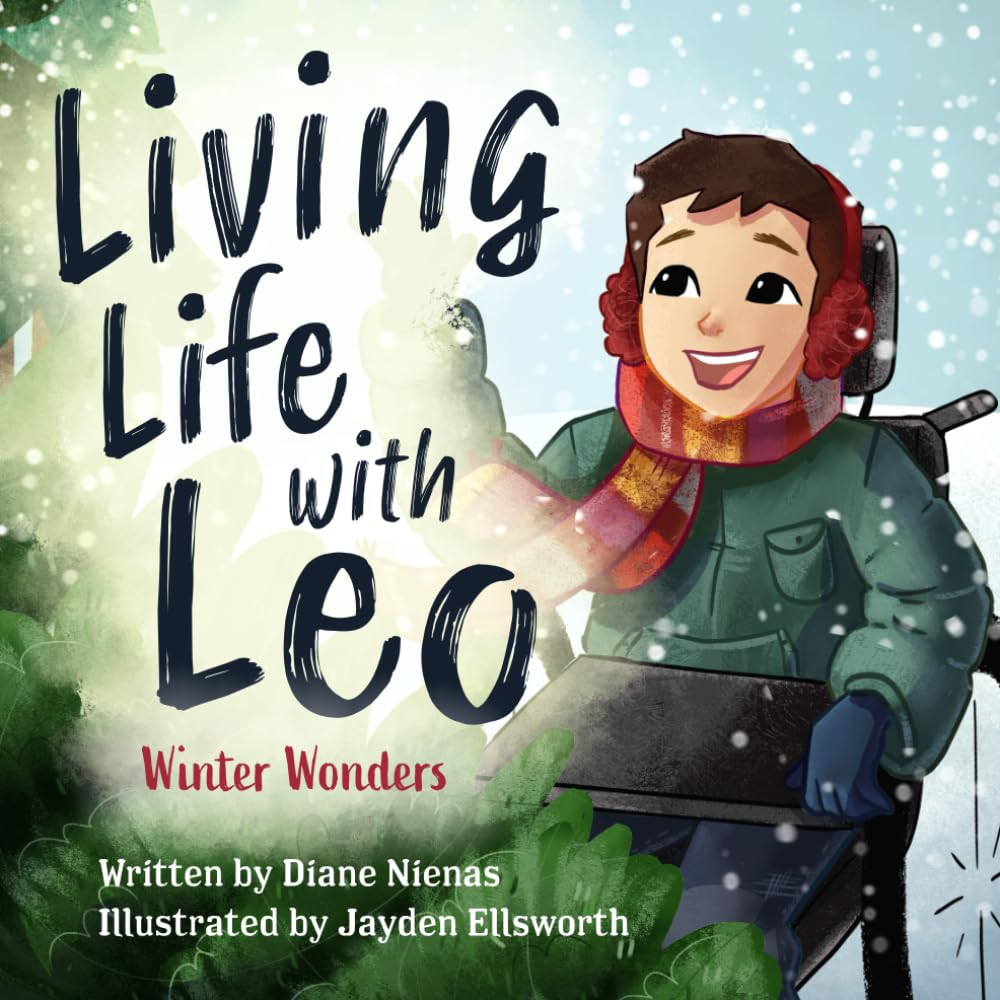 Living
Life
with
Leo
Winter Wonders
Written by Diane Nienas
Illustrated by Jayden Ellsworth